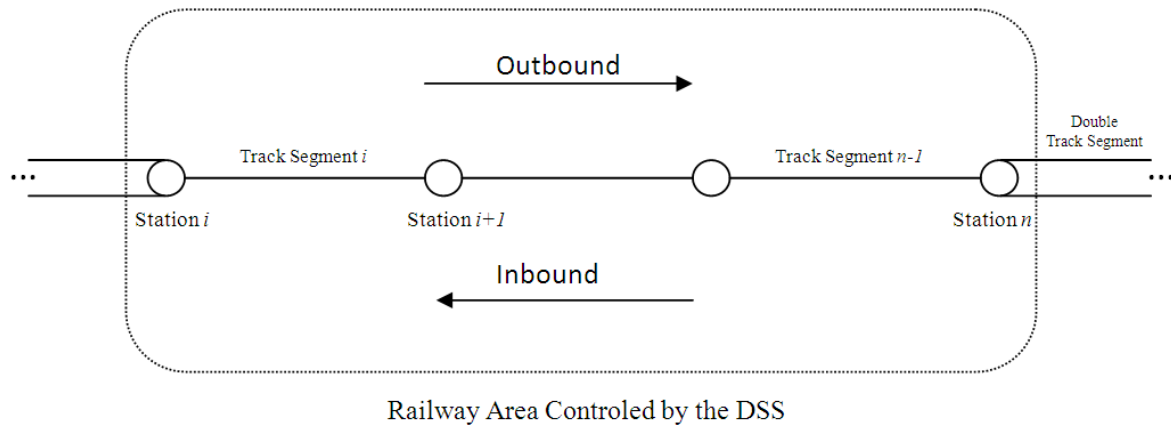 Outbound
Double
Track Segment
Track Segment i
Track Segment n-1
...
...
Station i
Station i+1
Station n
Inbound
Railway Area Controled by the DSS